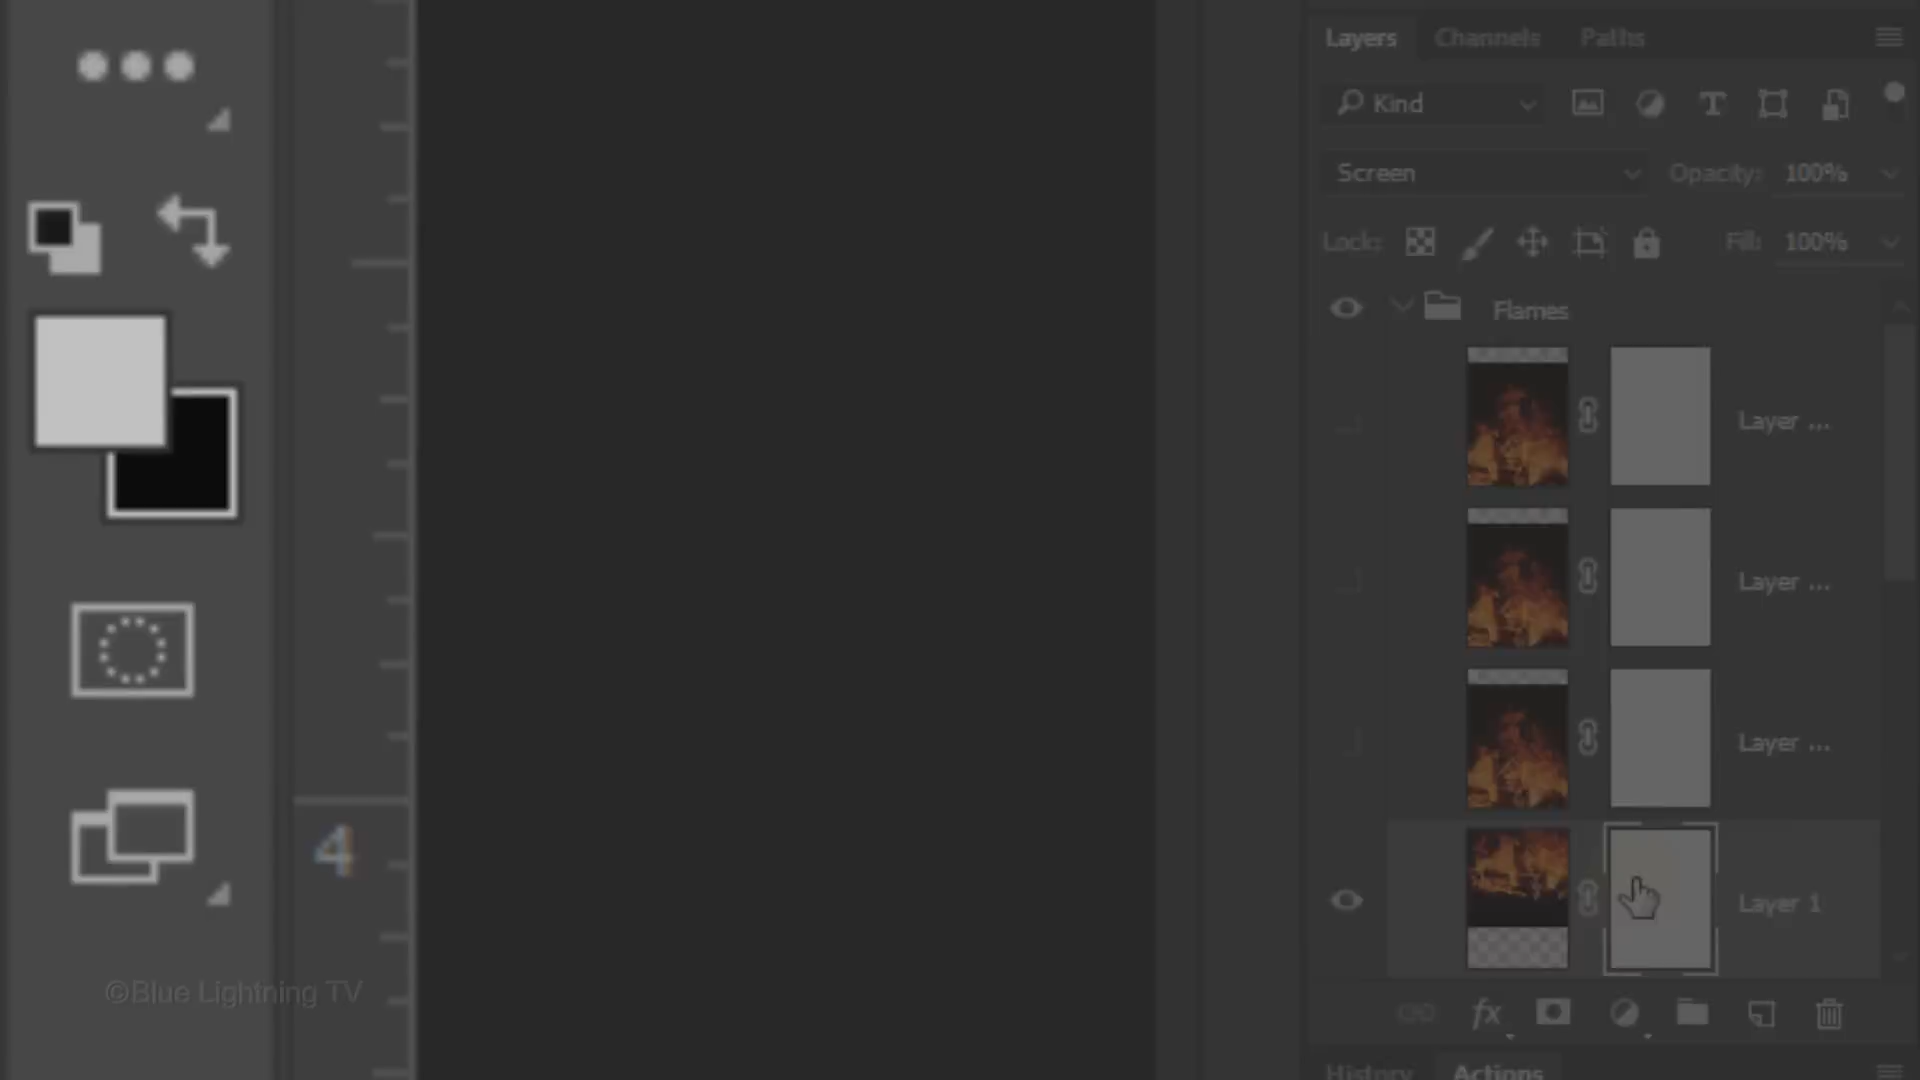 Layers Channels Paths
Kind
Screen Opacity: 100%
Lock: Fill: 100%
Flames
Layer ...
Layer ...
Layer ...
Layer 1
4
©Blue Lightning TV
fx
History Actions